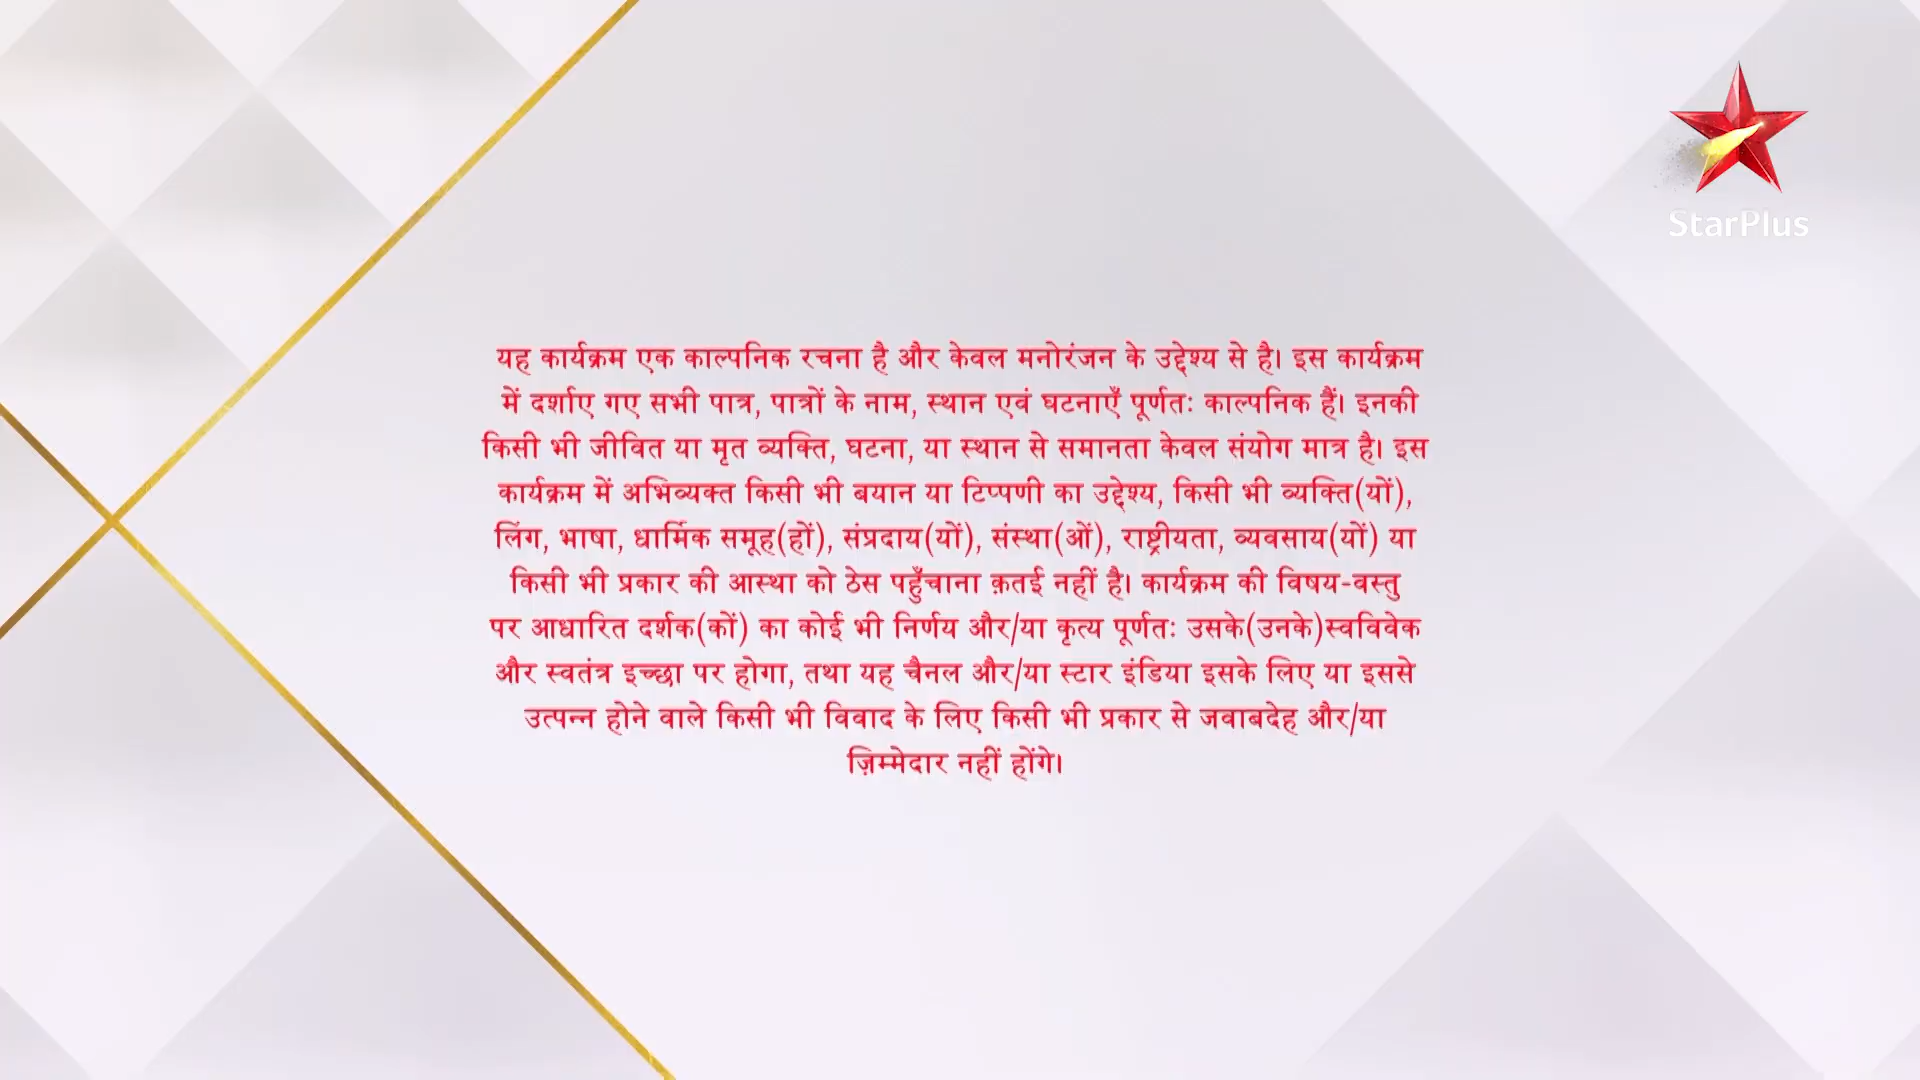 StarPlus
यह कार्यक्रम एक काल्पनिक रचना है और केवल मनोरंजन के उद्देश्य से है। इस कार्यक्रम
में दर्शाए गए सभी पात्र, पात्रों के नाम, स्थान एवं घटनाएँ पूर्णतः काल्पनिक हैं। इनकी
किसी भी जीवित या मृत व्यक्ति, घटना, या स्थान से समानता केवल संयोग मात्र है। इस
कार्यक्रम में अभिव्यक्त किसी भी बयान या टिप्पणी का उद्देश्य, किसी भी व्यक्ति(यों),
लिंग, भाषा, धार्मिक समूह(हों), संप्रदाय(यों), संस्था(ओं), राष्ट्रीयता, व्यवसाय(यों) या
किसी भी प्रकार की आस्था को ठेस पहुँचाना क़तई नहीं है। कार्यक्रम की विषय-वस्तु
पर आधारित दर्शक(कों) का कोई भी निर्णय और/या कृत्य पूर्णतः उसके(उनके)स्वविवेक
और स्वतंत्र इच्छा पर होगा, तथा यह चैनल और/या स्टार इंडिया इसके लिए या इससे
उत्पन्न होने वाले किसी भी विवाद के लिए किसी भी प्रकार से जवाबदेह और/या
ज़िम्मेदार नहीं होंगे।